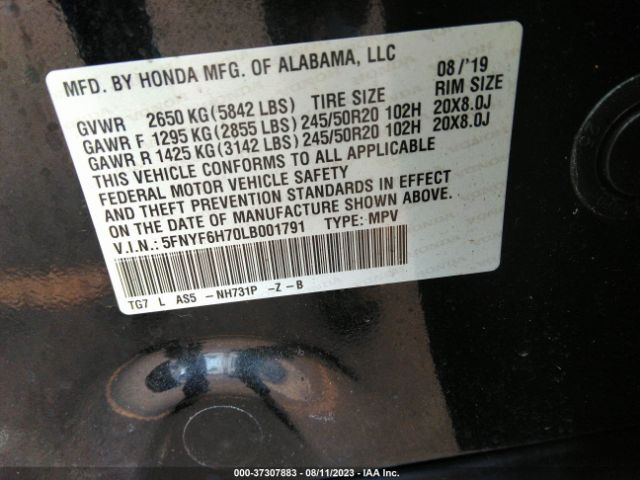 MFD. BY HONDA MFG. OF ALABAMA, LLC 08/'19
GVWR 2650 KG(5842 LBS) TIRE SIZE RIM SIZE
GAWR F 1295 KG(2855 LBS)245/50R20 102H 20X8.0J
GAWR R 1425 KG(3142 LBS)245/50R20 102H 20X8.0J
THIS VEHICLE CONFORMS TO ALL APPLICABLE
FEDERAL MOTOR VEHICLE SAFETY
AND THEFT PREVENTION STANDARDS IN EFFECT
ON THE DATE OF MANUFACTURE SHOWN ABOVE.
V.I.N.: 5FNYF6H70LB001791 TYPE: MPV
TG7 L AS5 -NH731P -Z-B
000-37307883 - 08/11/2023 - IAA Inc.